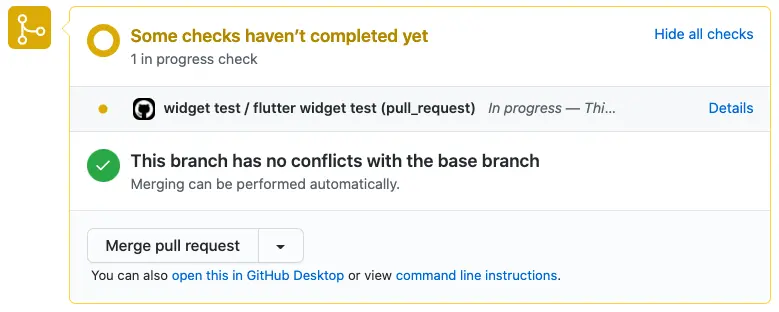 Some checks haven’t completed yet
Hide all checks
1 in progress check
widget test / flutter widget test (pull_request) In progress — Thi...
Details
This branch has no conflicts with the base branch
Merging can be performed automatically.
Merge pull request
You can also open this in GitHub Desktop or view command line instructions.